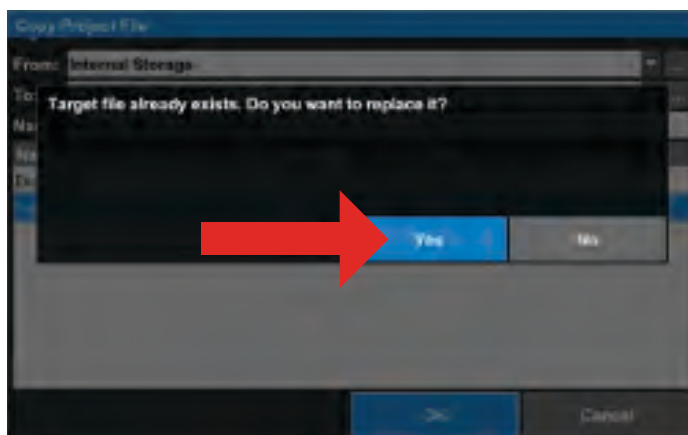 Copy Project File
From: Internal Storage
To:
Target file already exists. Do you want to replace it?
Yes No
Cancel